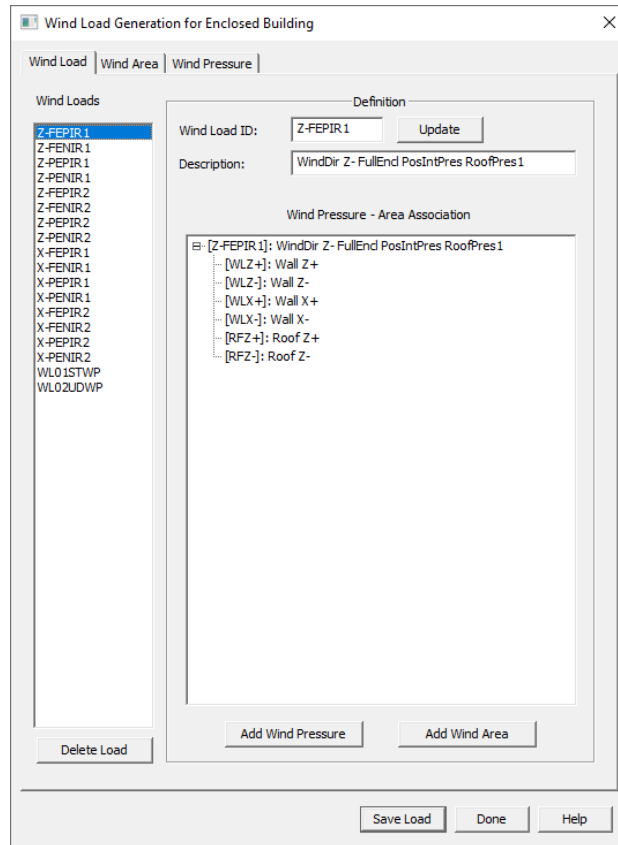 Wind Load Generation for Enclosed Building
Wind Load
Wind Area
Wind Pressure
Wind Loads
Z-FEPIR1
Z-FENIR1
Z-PEPIR1
Z-PENIR1
Z-FEPIR2
Z-FENIR2
Z-PEPIR2
Z-PENIR2
X-FEPIR1
X-FENIR1
X-PEPIR1
X-PENIR1
X-FEPIR2
X-FENIR2
X-PEPIR2
X-PENIR2
WL01STWP
WL02UDWP
Delete Load
Definition
Wind Load ID:
Z-FEPIR1
Update
Description:
WindDir Z- FullEncl PosIntPres RoofPres1
Wind Pressure - Area Association
[Z-FEPIR1]: WindDir Z- FullEncl PosIntPres RoofPres1
[WLZ+]: Wall Z+
[WLZ-]: Wall Z-
[WLX+]: Wall X+
[WLX-]: Wall X-
[RFZ+]: Roof Z+
[RFZ-]: Roof Z-
Add Wind Pressure
Add Wind Area
Save Load
Done
Help